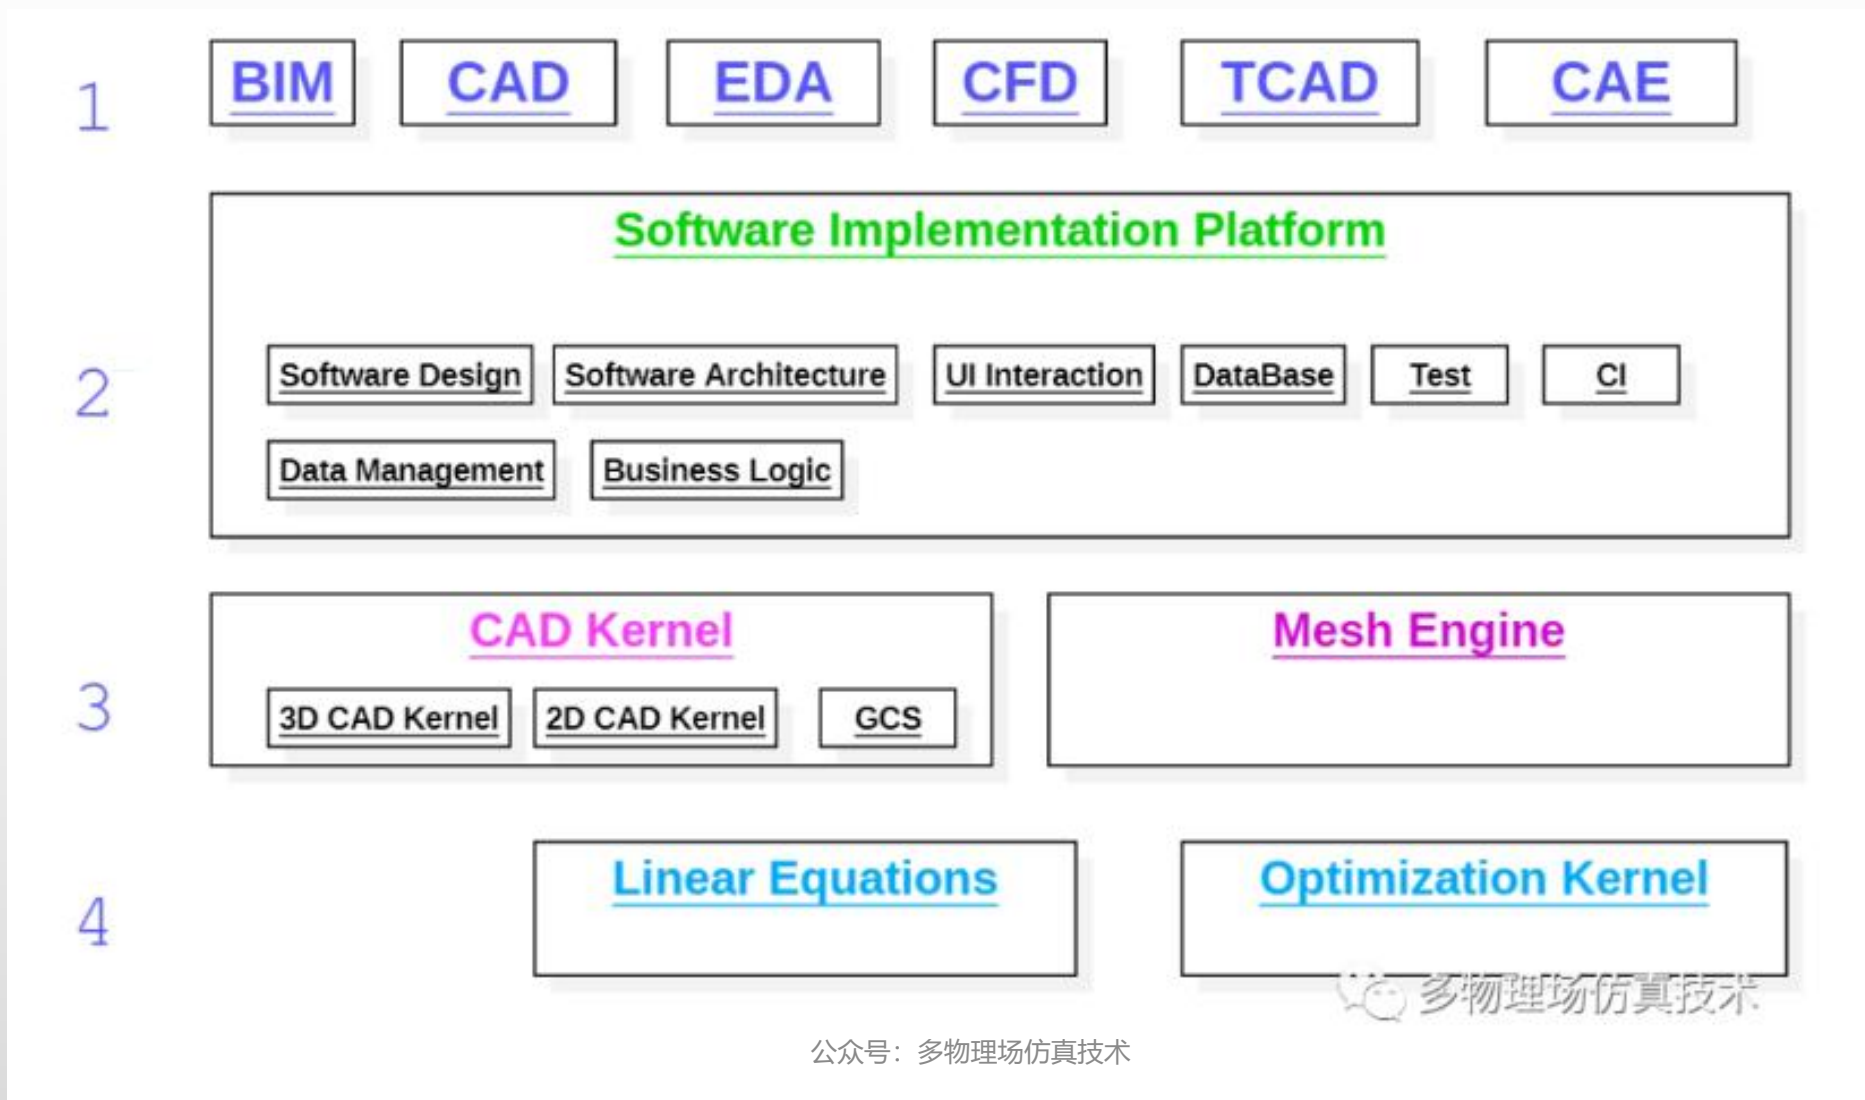 1
BIM CAD EDA CFD TCAD CAE
Software Implementation Platform
2
Software Design Software Architecture UI Interaction DataBase Test CI
Data Management Business Logic
3
CAD Kernel Mesh Engine
3D CAD Kernel 2D CAD Kernel GCS
4
Linear Equations Optimization Kernel
多物理场仿真技术
公众号：多物理场仿真技术